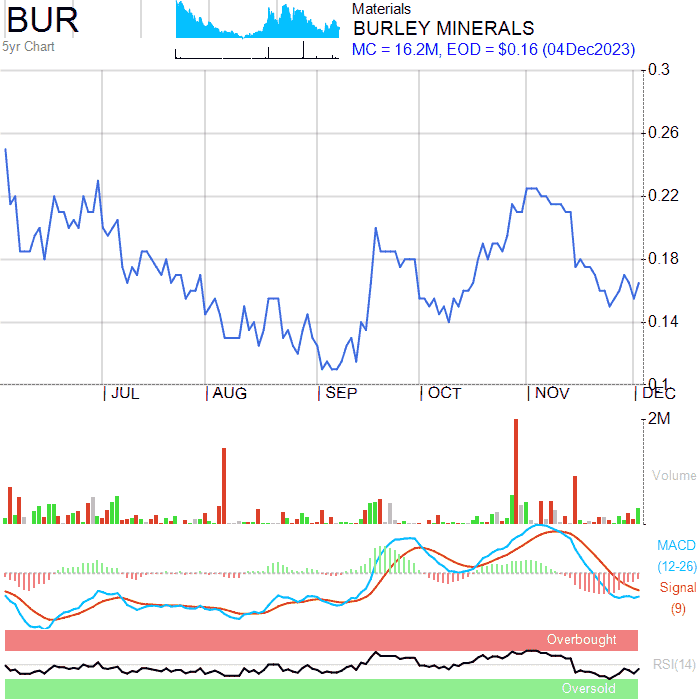 BUR
5yr Chart
Materials
BURLEY MINERALS
MC = 16.2M, EOD = $0.16 (04Dec2023)
0.3
0.26
0.22
0.18
0.14
0.1
JUL AUG SEP OCT NOV DEC
2M
Volume
MACD
(12-26)
Signal
(9)
Overbought
RSI(14)
Oversold